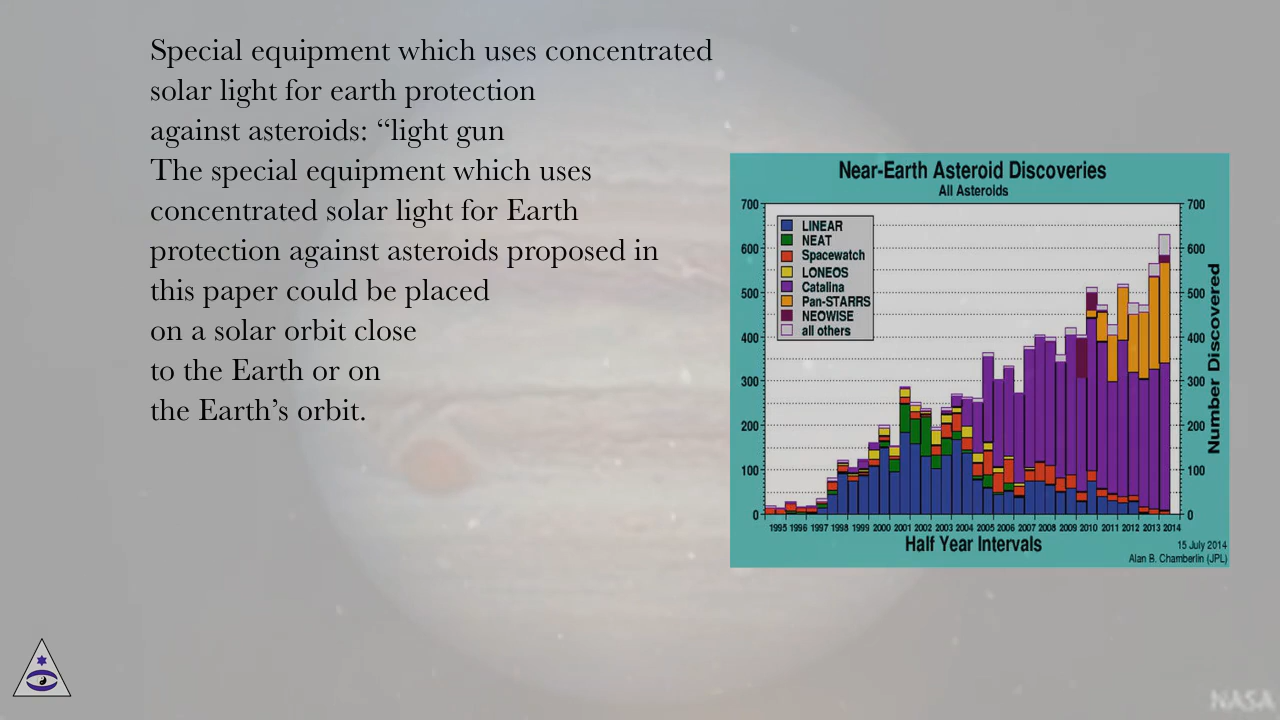 Special equipment which uses concentrated
solar light for earth protection
against asteroids: “light gun
The special equipment which uses
concentrated solar light for Earth
protection against asteroids proposed in
this paper could be placed
on a solar orbit close
to the Earth or on
the Earth’s orbit.
Near-Earth Asteroid Discoveries
All Asteroids
700
600
500
400
300
200
100
0
LINEAR
NEAT
Spacewatch
LONEOS
Catalina
Pan-STARRS
NEOWISE
all others
700
600
500
400
300
200
100
0
Number Discovered
1995 1996 1997 1998 1999 2000 2001 2002 2003 2004 2005 2006 2007 2008 2009 2010 2011 2012 2013 2014
Half Year Intervals
15 July 2014
Alan B. Chamberlin (JPL)
NASA